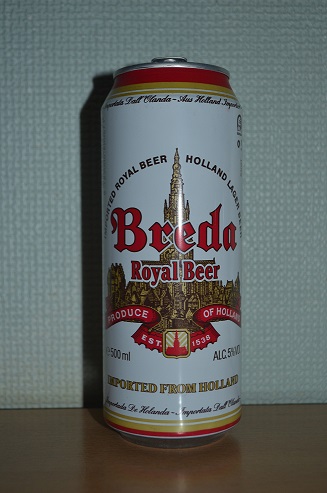 Importata Dall' Olanda - Aus Holland
IMPORTED ROYAL BEER HOLLAND LAGER BEER
Breda
Royal Beer
PRODUCE OF HOLLAND
EST. 1538
500 ml ALC. 5% VOL
IMPORTED FROM HOLLAND
Importada De Holanda - Importata Dall' Olanda